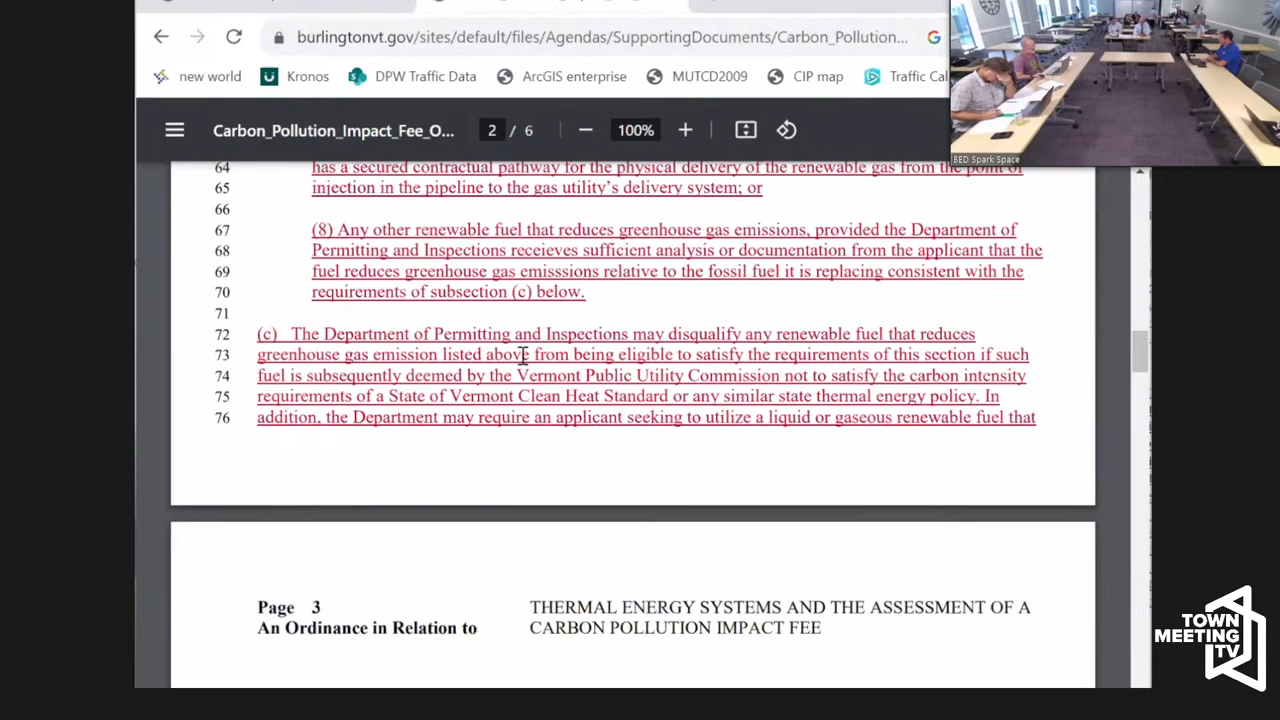 burlingtonvt.gov/sites/default/files/Agendas/SupportingDocuments/Carbon_Pollution...
new world Kronos DPW Traffic Data ArcGIS enterprise MUTCD2009 CIP map Traffic Cal
BED Spark Space
Carbon_Pollution_Impact_Fee_O... 2 / 6 100%
64 has a secured contractual pathway for the physical delivery of the renewable gas from the point of
65 injection in the pipeline to the gas utility's delivery system; or
66
67 (8) Any other renewable fuel that reduces greenhouse gas emissions, provided the Department of
68 Permitting and Inspections receieves sufficient analysis or documentation from the applicant that the
69 fuel reduces greenhouse gas emisssions relative to the fossil fuel it is replacing consistent with the
70 requirements of subsection (c) below.
71
72 (c) The Department of Permitting and Inspections may disqualify any renewable fuel that reduces
73 greenhouse gas emission listed above from being eligible to satisfy the requirements of this section if such
74 fuel is subsequently deemed by the Vermont Public Utility Commission not to satisfy the carbon intensity
75 requirements of a State of Vermont Clean Heat Standard or any similar state thermal energy policy. In
76 addition, the Department may require an applicant seeking to utilize a liquid or gaseous renewable fuel that
Page 3 THERMAL ENERGY SYSTEMS AND THE ASSESSMENT OF A
An Ordinance in Relation to CARBON POLLUTION IMPACT FEE
TOWN
MEETING
TV